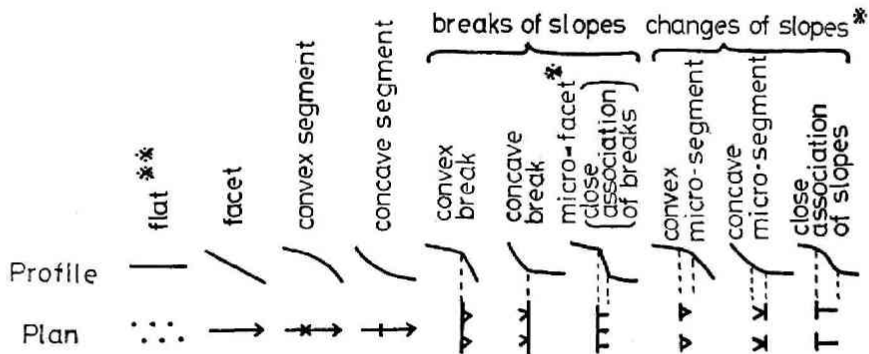 breaks of slopes
changes of slopes*
flat**
facet
convex segment
concave segment
convex
break
concave
break
micro-facet*
(close
association
of breaks)
convex
micro-segment
concave
micro-segment
close
association
of slopes
Profile
Plan